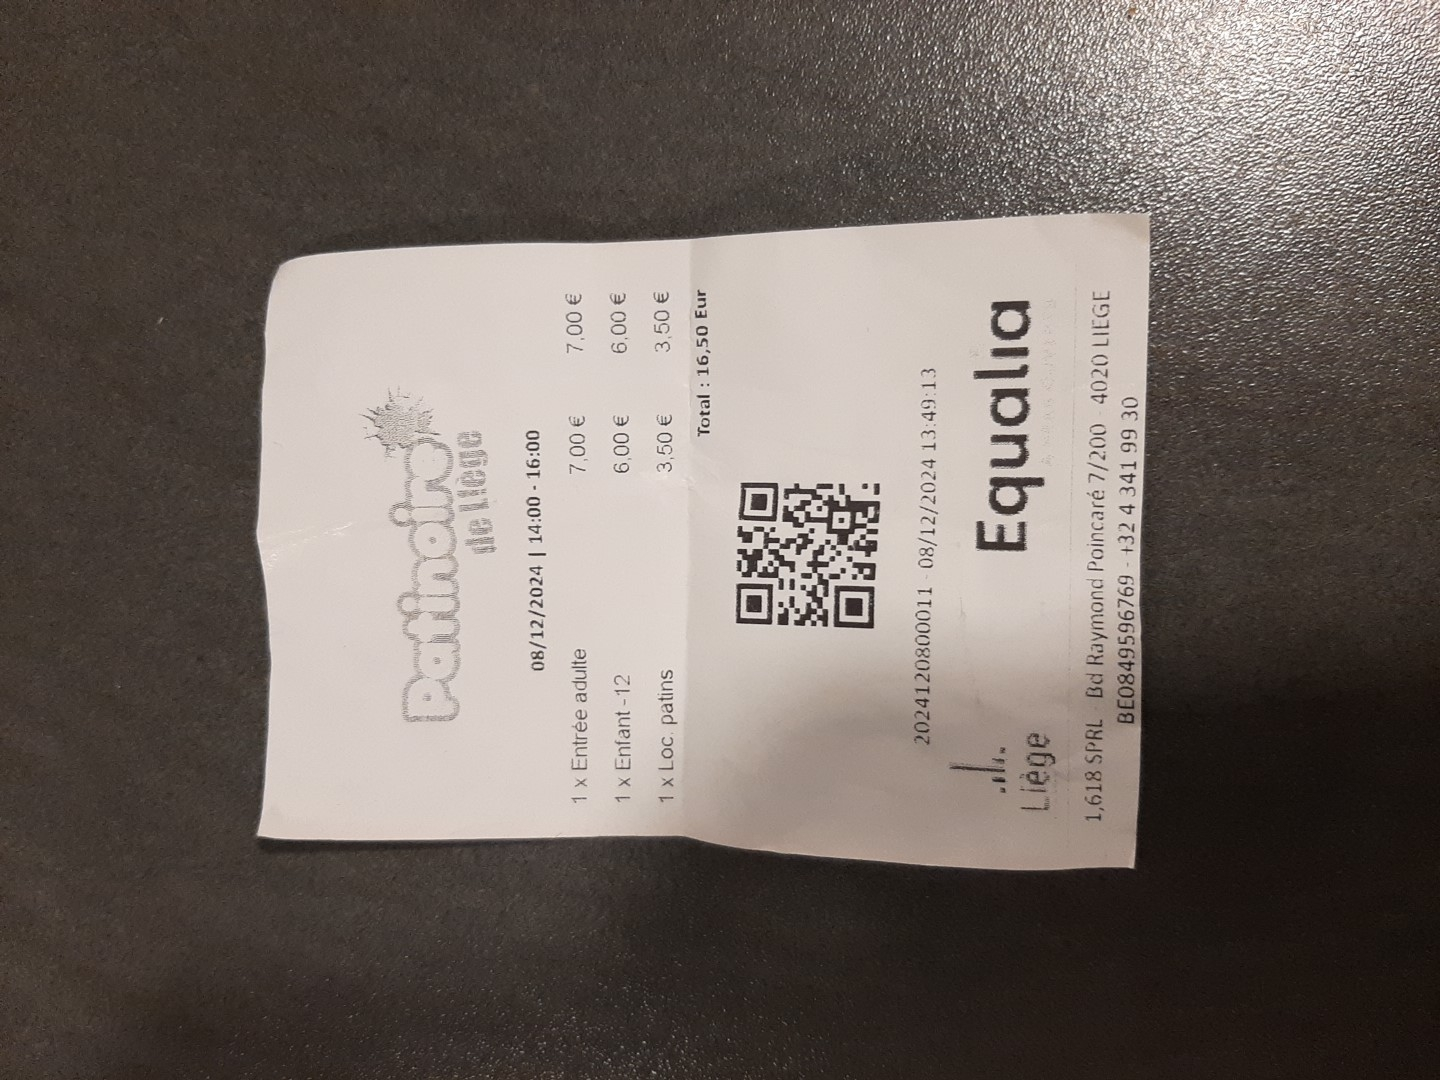 Patinoire
de Liège
08/12/2024 | 14:00 - 16:00
1 x Entrée adulte 7,00 € 7,00 €
1 x Enfant -12 6,00 € 6,00 €
1 x Loc. patins 3,50 € 3,50 €
Total : 16,50 Eur
20241208000011 - 08/12/2024 13:49:13
Liège
Equalia
1,618 SPRL - Bd Raymond Poincaré 7/200 - 4020 LIEGE
BE0849596769 - +32 4 341 99 30